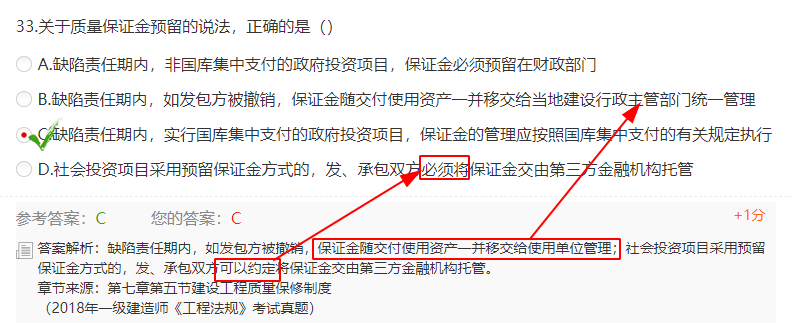 33.关于质量保证金预留的说法，正确的是（）
A.缺陷责任期内，非国库集中支付的政府投资项目，保证金必须预留在财政部门
B.缺陷责任期内，如发包方被撤销，保证金随交付使用资产一并移交给当地建设行政主管部门统一管理
C.缺陷责任期内，实行国库集中支付的政府投资项目，保证金的管理应按照国库集中支付的有关规定执行
D.社会投资项目采用预留保证金方式的，发、承包双方必须将保证金交由第三方金融机构托管
参考答案：C 您的答案：C +1分
答案解析：缺陷责任期内，如发包方被撤销，保证金随交付使用资产一并移交给使用单位管理；社会投资项目采用预留
保证金方式的，发、承包双方可以约定将保证金交由第三方金融机构托管。
章节来源：第七章第五节建设工程质量保修制度
（2018年一级建造师《工程法规》考试真题）